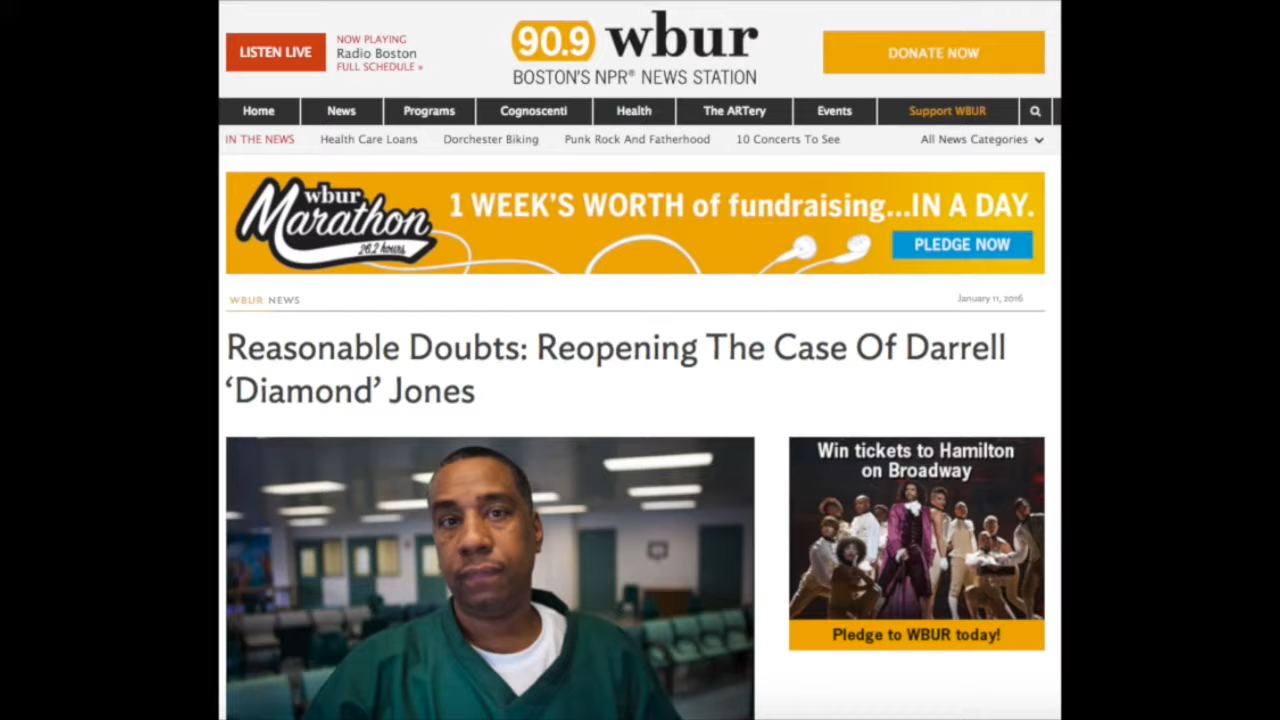 LISTEN LIVE
NOW PLAYING
Radio Boston
FULL SCHEDULE »
90.9 wbur
BOSTON'S NPR® NEWS STATION
DONATE NOW
Home News Programs Cognoscenti Health The ARTery Events Support WBUR
IN THE NEWS Health Care Loans Dorchester Biking Punk Rock And Fatherhood 10 Concerts To See All News Categories
wbur
Marathon
26.2 hours
1 WEEK'S WORTH of fundraising...IN A DAY.
PLEDGE NOW
WBUR NEWS
January 11, 2016
Reasonable Doubts: Reopening The Case Of Darrell
‘Diamond’ Jones
Win tickets to Hamilton
on Broadway
Pledge to WBUR today!